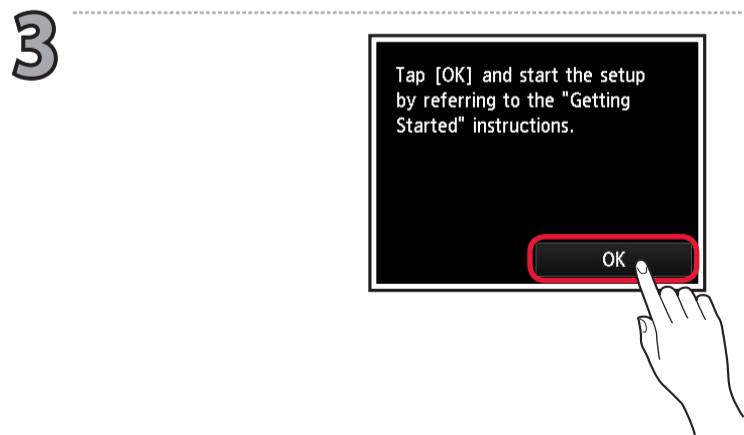 3
Tap [OK] and start the setup
by referring to the "Getting
Started" instructions.
OK